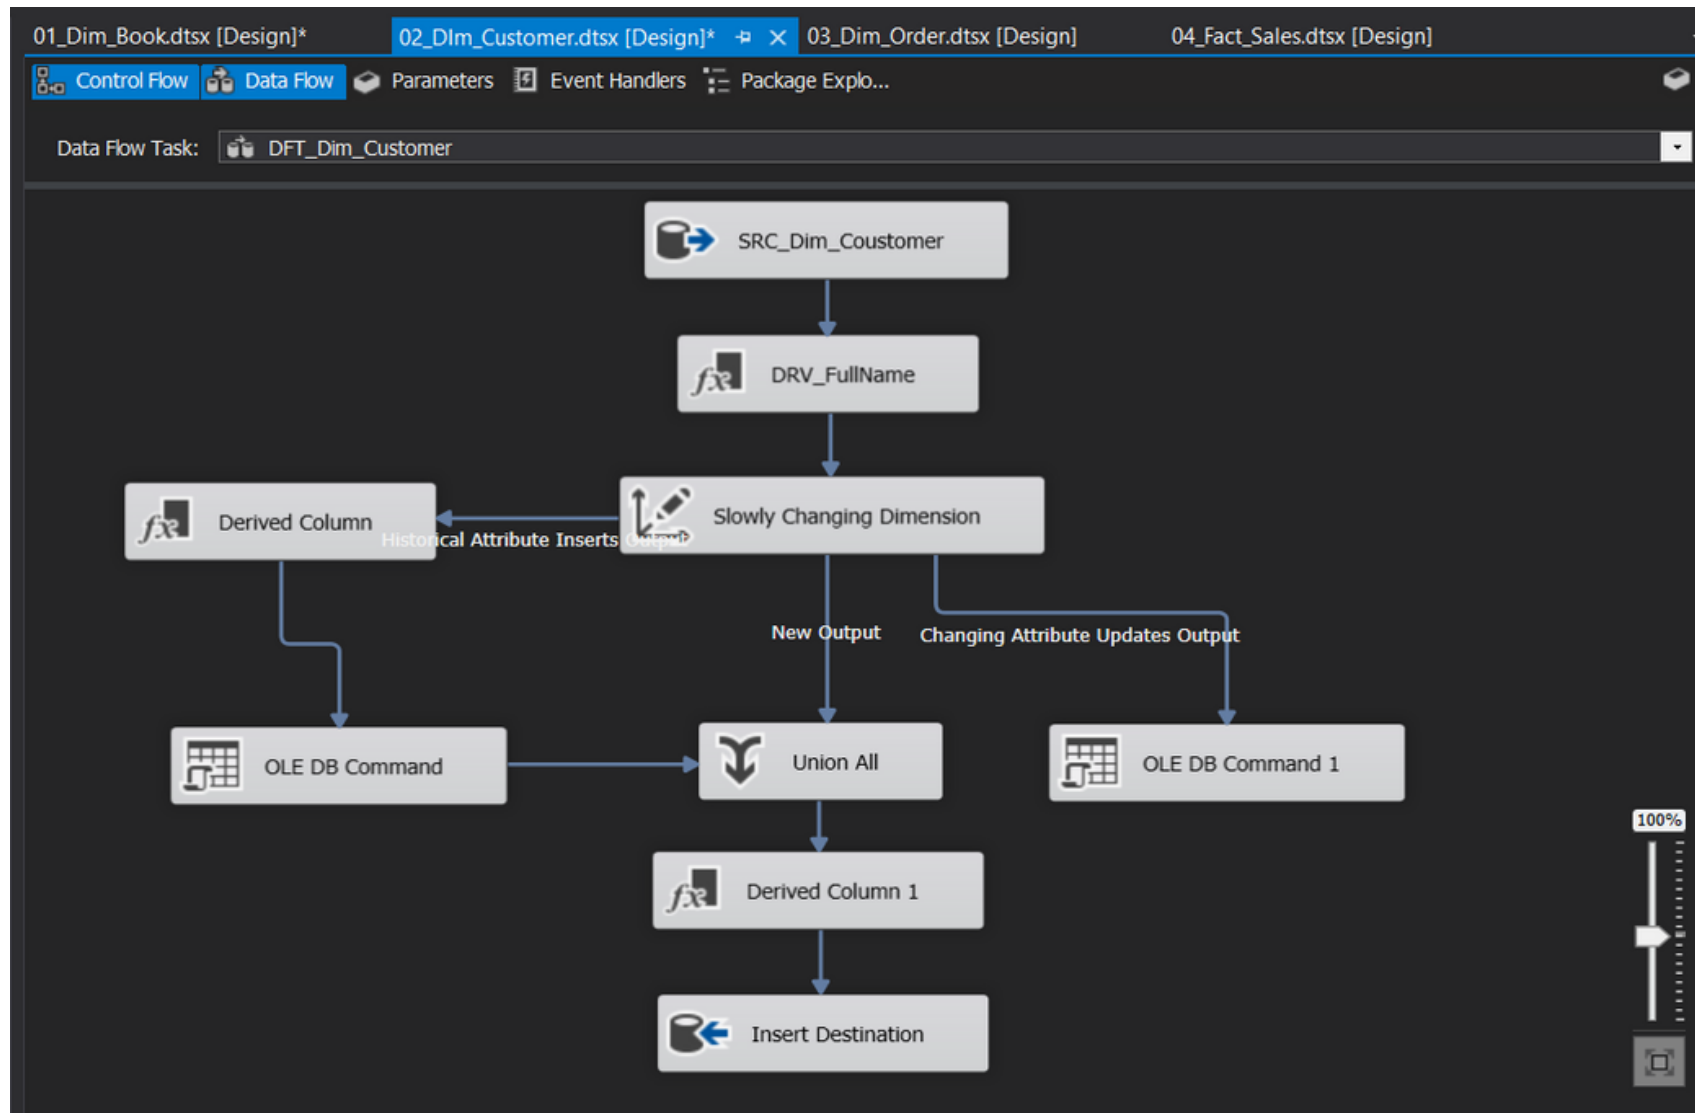 01_Dim_Book.dtsx [Design]*
02_DIm_Customer.dtsx [Design]*
03_Dim_Order.dtsx [Design]
04_Fact_Sales.dtsx [Design]
Control Flow
Data Flow
Parameters
Event Handlers
Package Explo...
Data Flow Task:
DFT_Dim_Customer
SRC_Dim_Coustomer
DRV_FullName
Slowly Changing Dimension
Derived Column
Historical Attribute Inserts Output
New Output
Changing Attribute Updates Output
OLE DB Command
Union All
OLE DB Command 1
100%
Derived Column 1
Insert Destination